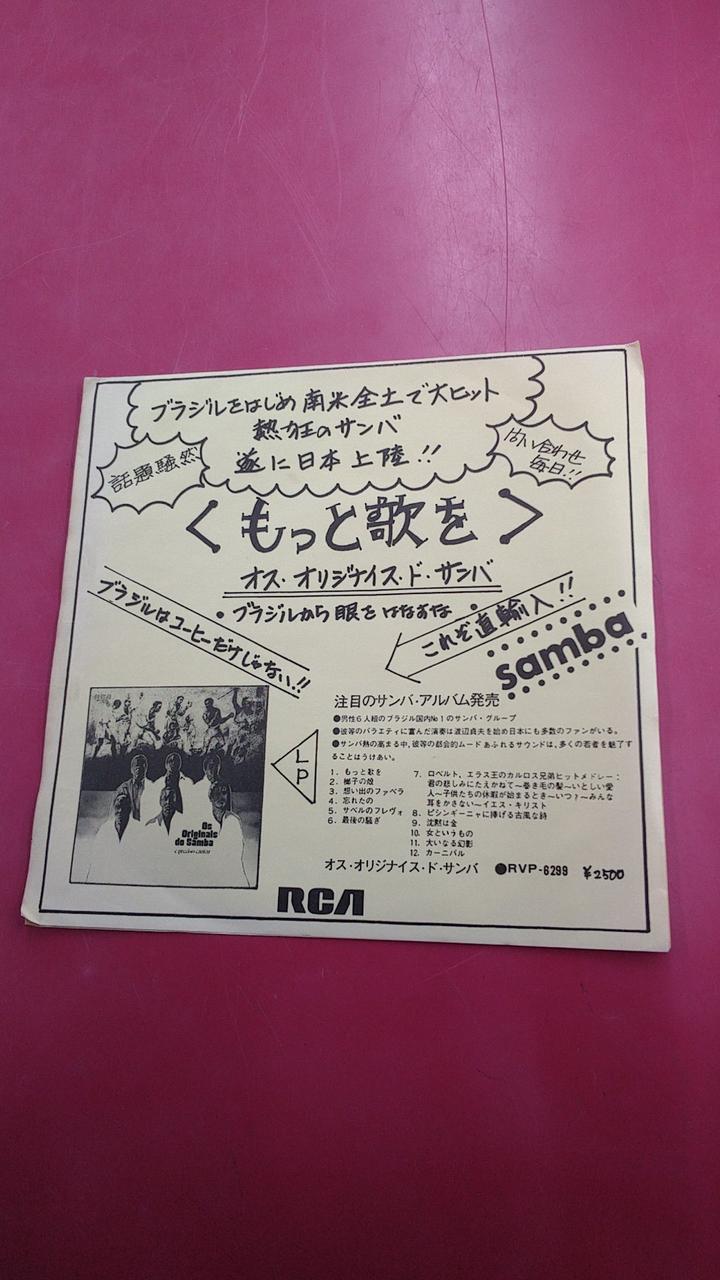 ブラジルをはじめ南米全土で大ヒット
熱狂のサンバ
遂に日本上陸!!
話題騒然
問い合わせ
毎日!!
<もっと歌を>
オス・オリジナイス・ド・サンバ
・ブラジルから眼をはなすな
ブラジルはコーヒーだけじゃない!!
これぞ直輸入!!
samba
注目のサンバ・アルバム発売
●男性6人組のブラジル国内No1のサンバ・グループ
●彼等のバラエティに富んだ演奏は渡辺貞夫を始め日本にも多数のファンがいる。
●サンバ熱の高まる中,彼等の都会的ムードあふれるサウンドは、多くの若者を魅了す
ることはうけあい。
LP
1. もっと歌を
2. 梯子の娘
3. 想い出のファベラ
4. 忘れたの
5. サベルのフレヴォ
6. 最後の騒ぎ
7. ロベルト、エラス王のカルロス兄弟ヒットメドレー:
君の悲しみにたえかねて〜巻き毛の髪〜いとしい愛
人〜子供たちの休暇が始まるとき〜いつ?〜みんな
耳をかさない〜イエス・キリスト
8. ピシンギーニャに捧げる古風な詩
9. 沈黙は金
10. 女というもの
11. 大いなる幻影
12. カーニバル
Os
Originais
do Samba
é preciso cantar
オス・オリジナイス・ド・サンバ ●RVP-6299 ¥2500
RCA